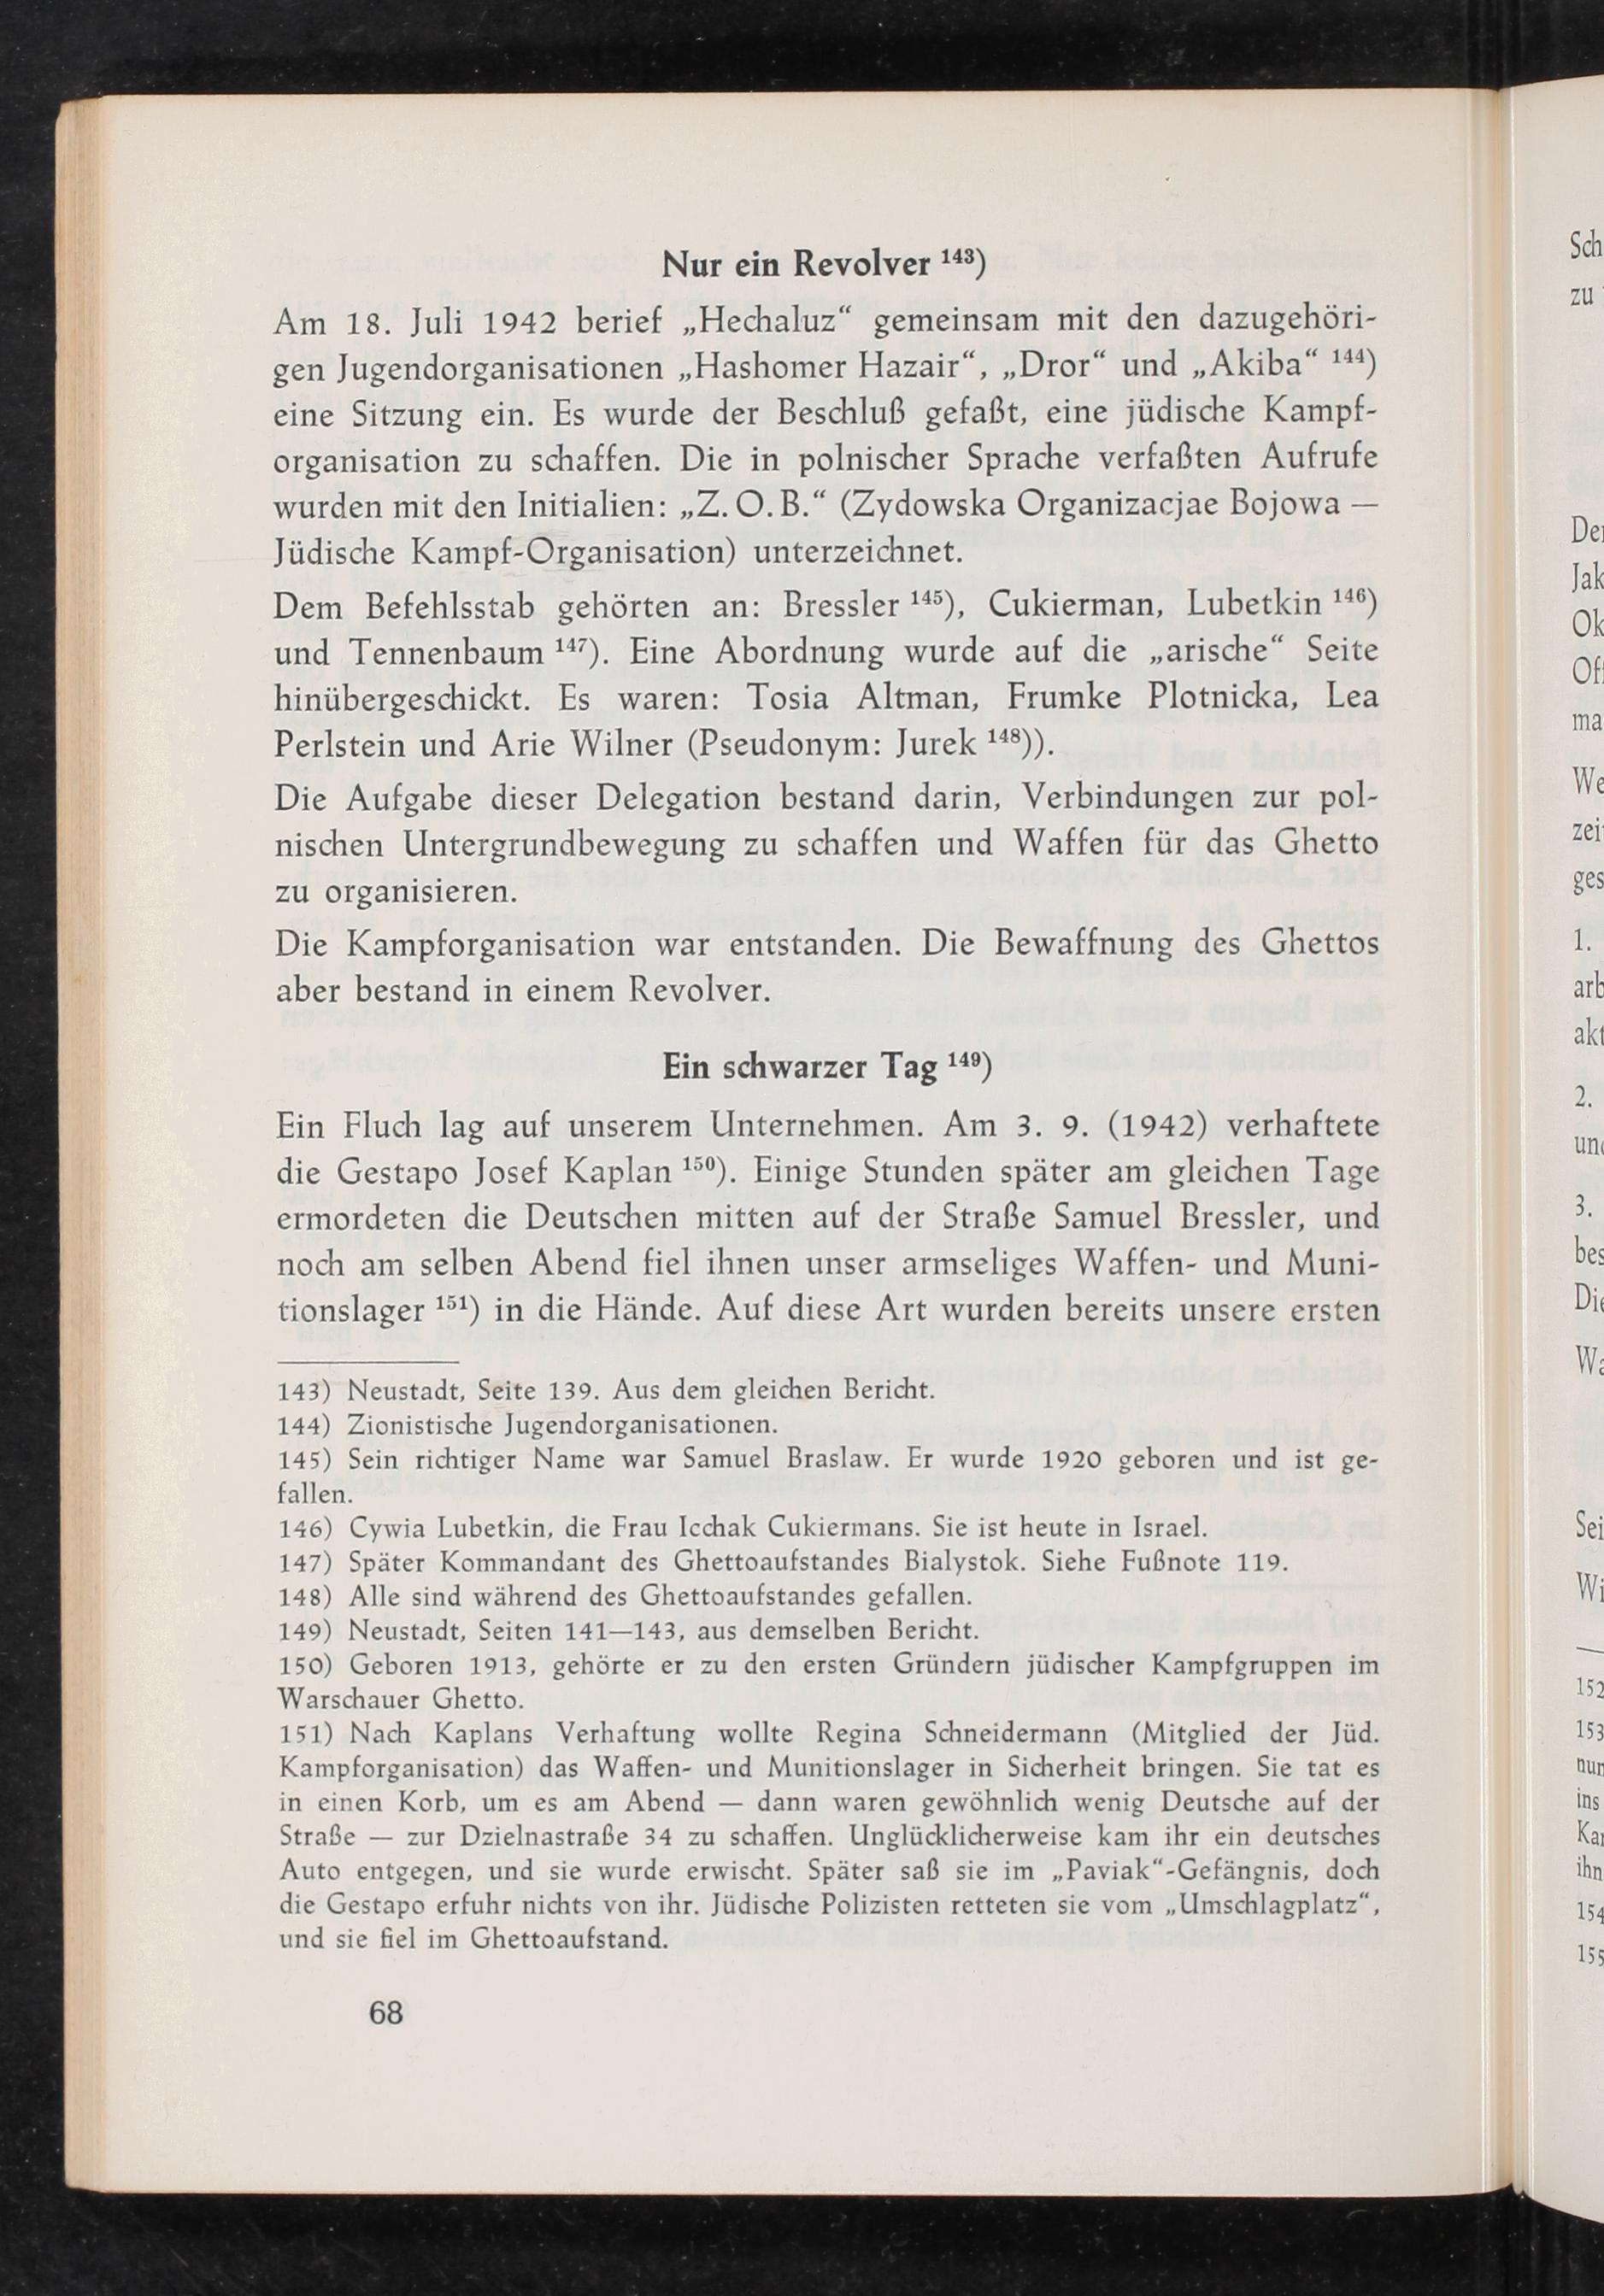 Nur ein Revolver ¹⁴³)
Am 18. Juli 1942 berief „Hechaluz“ gemeinsam mit den dazugehöri-
gen Jugendorganisationen „Hashomer Hazair“, „Dror“ und „Akiba“ ¹⁴⁴)
eine Sitzung ein. Es wurde der Beschluß gefaßt, eine jüdische Kampf-
organisation zu schaffen. Die in polnischer Sprache verfaßten Aufrufe
wurden mit den Initialien: „Z. O. B.“ (Zydowska Organizacjae Bojowa —
Jüdische Kampf-Organisation) unterzeichnet.
Dem Befehlsstab gehörten an: Bressler ¹⁴⁵), Cukierman, Lubetkin ¹⁴⁶)
und Tennenbaum ¹⁴⁷). Eine Abordnung wurde auf die „arische“ Seite
hinübergeschickt. Es waren: Tosia Altman, Frumke Plotnicka, Lea
Perlstein und Arie Wilner (Pseudonym: Jurek ¹⁴⁸)).
Die Aufgabe dieser Delegation bestand darin, Verbindungen zur pol-
nischen Untergrundbewegung zu schaffen und Waffen für das Ghetto
zu organisieren.
Die Kampforganisation war entstanden. Die Bewaffnung des Ghettos
aber bestand in einem Revolver.
Ein schwarzer Tag ¹⁴⁹)
Ein Fluch lag auf unserem Unternehmen. Am 3. 9. (1942) verhaftete
die Gestapo Josef Kaplan ¹⁵⁰). Einige Stunden später am gleichen Tage
ermordeten die Deutschen mitten auf der Straße Samuel Bressler, und
noch am selben Abend fiel ihnen unser armseliges Waffen- und Muni-
tionslager ¹⁵¹) in die Hände. Auf diese Art wurden bereits unsere ersten
143) Neustadt, Seite 139. Aus dem gleichen Bericht.
144) Zionistische Jugendorganisationen.
145) Sein richtiger Name war Samuel Braslaw. Er wurde 1920 geboren und ist ge-
fallen.
146) Cywia Lubetkin, die Frau Icchak Cukiermans. Sie ist heute in Israel.
147) Später Kommandant des Ghettoaufstandes Bialystok. Siehe Fußnote 119.
148) Alle sind während des Ghettoaufstandes gefallen.
149) Neustadt, Seiten 141—143, aus demselben Bericht.
150) Geboren 1913, gehörte er zu den ersten Gründern jüdischer Kampfgruppen im
Warschauer Ghetto.
151) Nach Kaplans Verhaftung wollte Regina Schneidermann (Mitglied der Jüd.
Kampforganisation) das Waffen- und Munitionslager in Sicherheit bringen. Sie tat es
in einen Korb, um es am Abend — dann waren gewöhnlich wenig Deutsche auf der
Straße — zur Dzielnastraße 34 zu schaffen. Unglücklicherweise kam ihr ein deutsches
Auto entgegen, und sie wurde erwischt. Später saß sie im „Paviak“-Gefängnis, doch
die Gestapo erfuhr nichts von ihr. Jüdische Polizisten retteten sie vom „Umschlagplatz“,
und sie fiel im Ghettoaufstand.
68